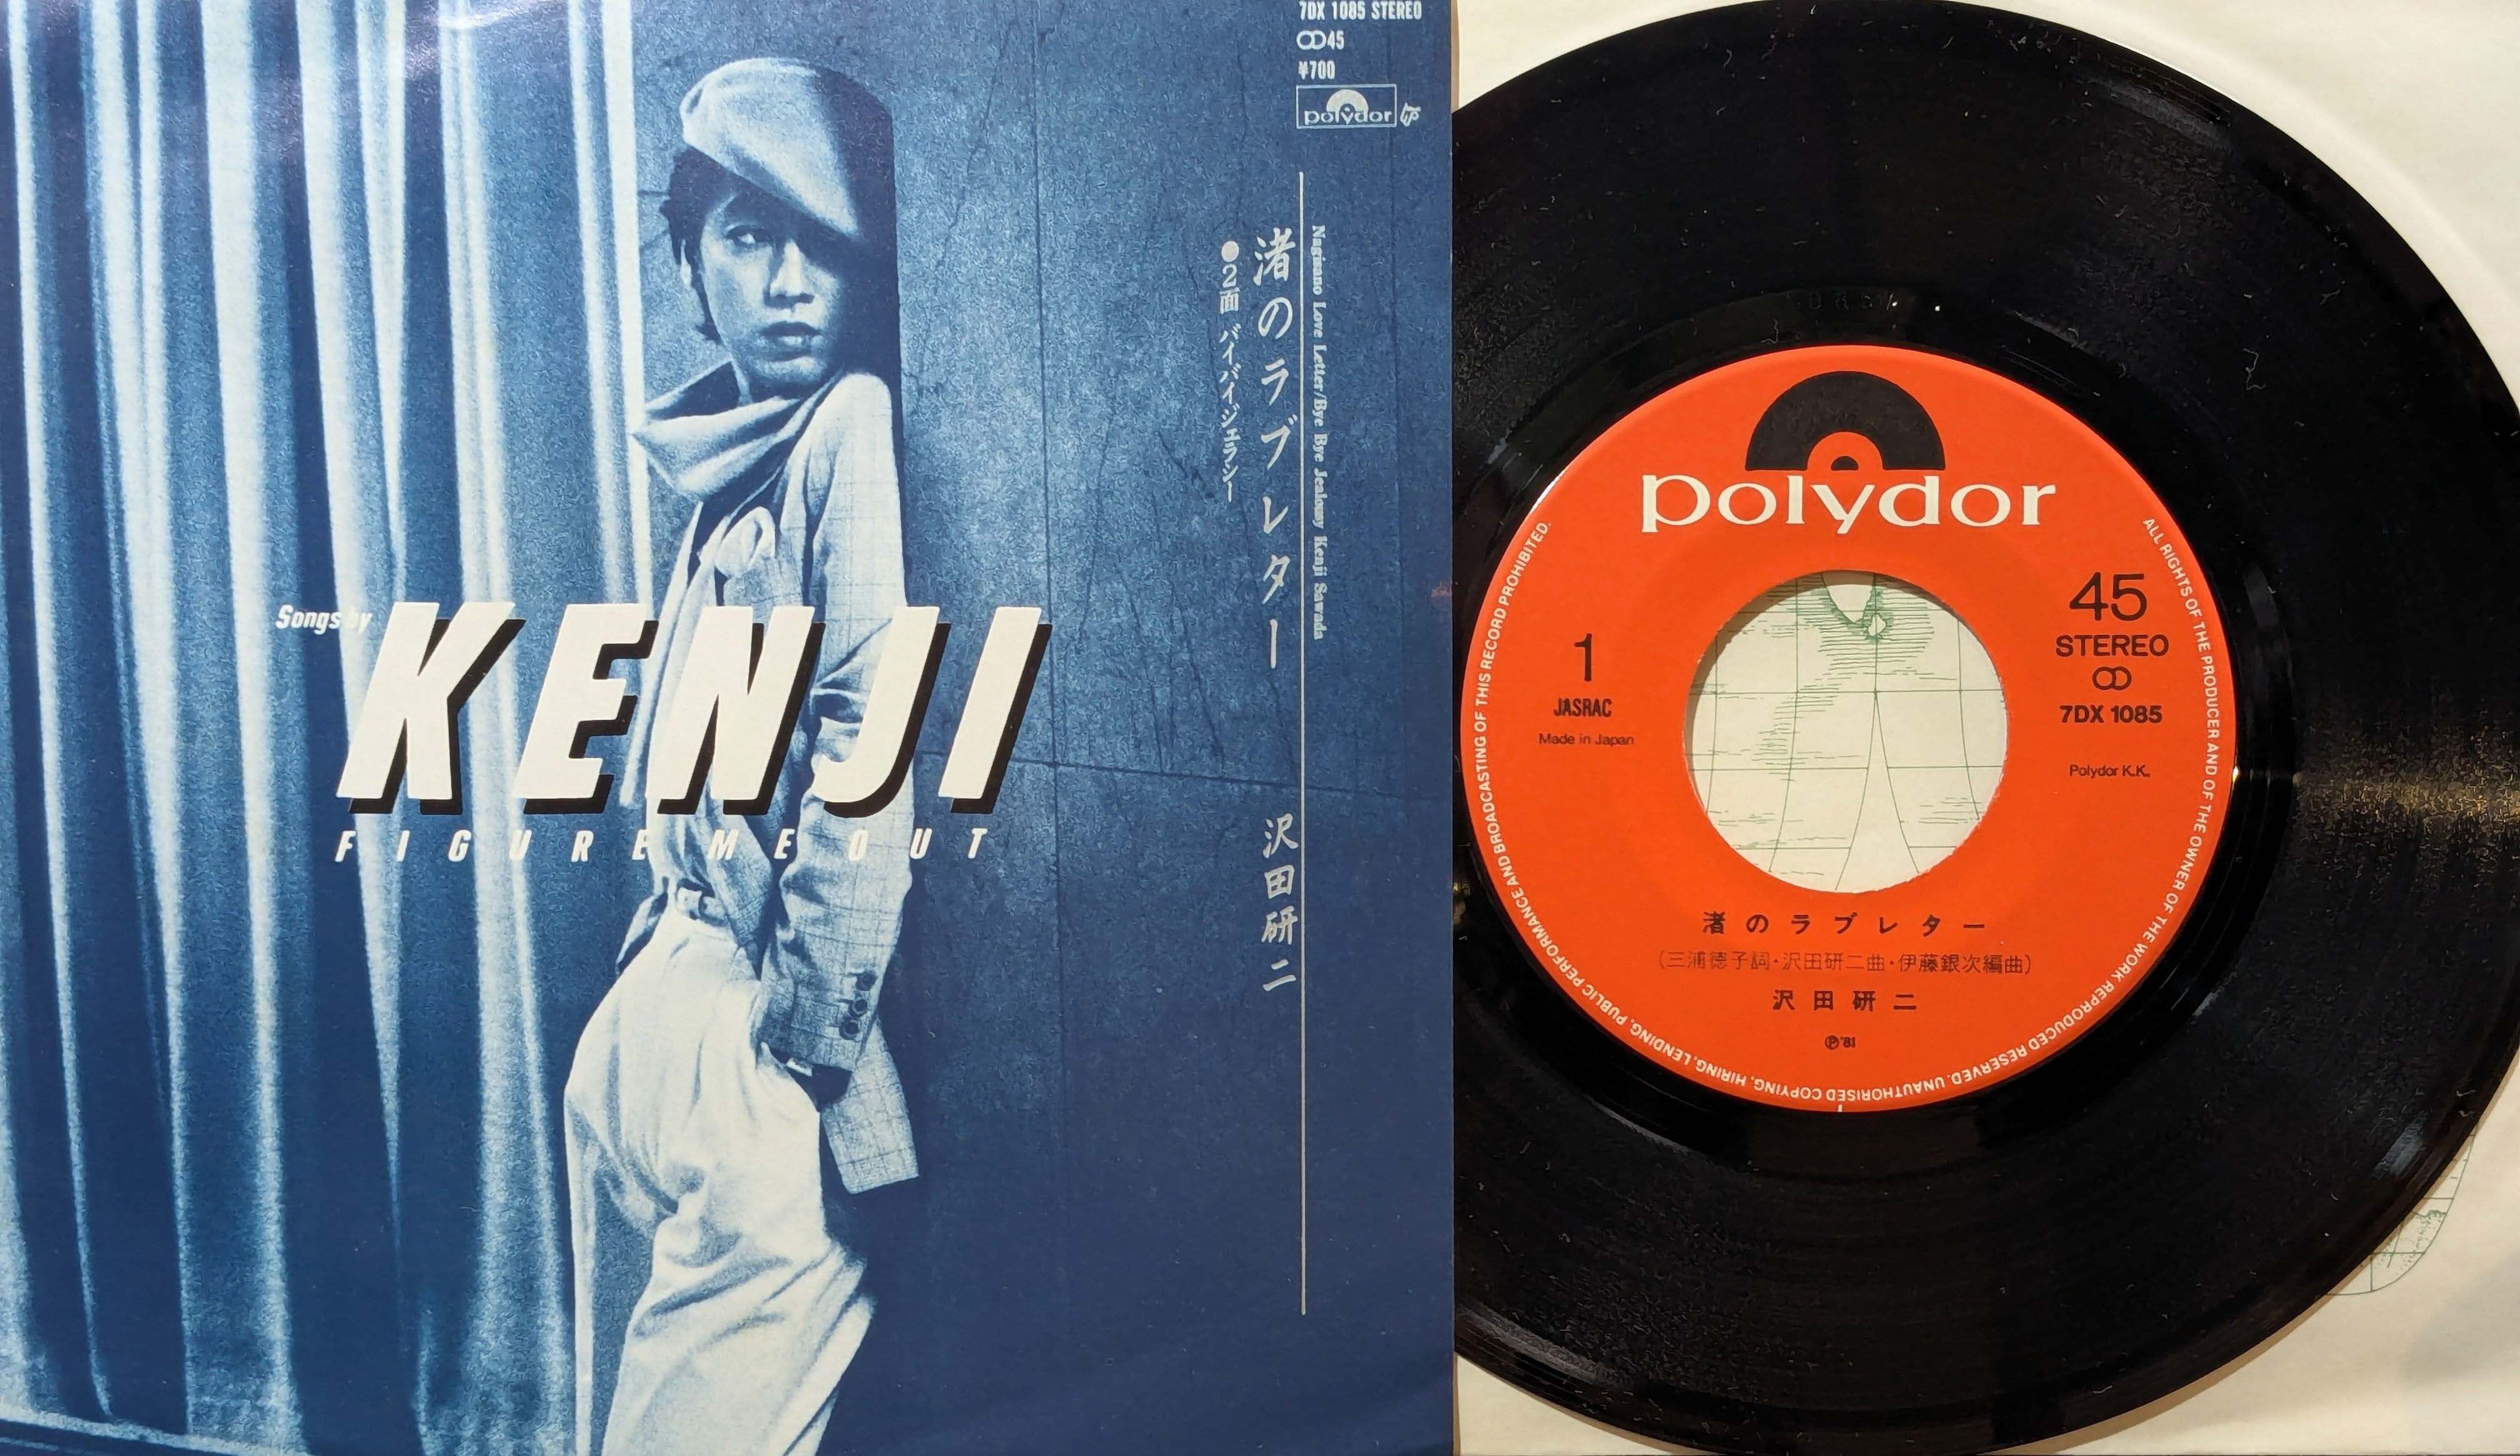 7DX 1085 STEREO
45
¥700
polydor
Nagisano Love Letter/Bye Bye Jealousy Kenji Sawada
渚のラブレター 沢田研二
●2面 バイバイジェラシー
Songs by
KENJI
FIGURE ME OUT
polydor
45
STEREO
7DX 1085
Polydor K.K.
1
JASRAC
Made in Japan
渚のラブレター
(三浦徳子詞・沢田研二曲・伊藤銀次編曲)
沢田研二
℗'81
ALL RIGHTS OF THE PRODUCER AND OF THE OWNER OF THE WORK REPRODUCED RESERVED. UNAUTHORISED COPYING, HIRING, LENDING, PUBLIC PERFORMANCE AND BROADCASTING OF THIS RECORD PROHIBITED.